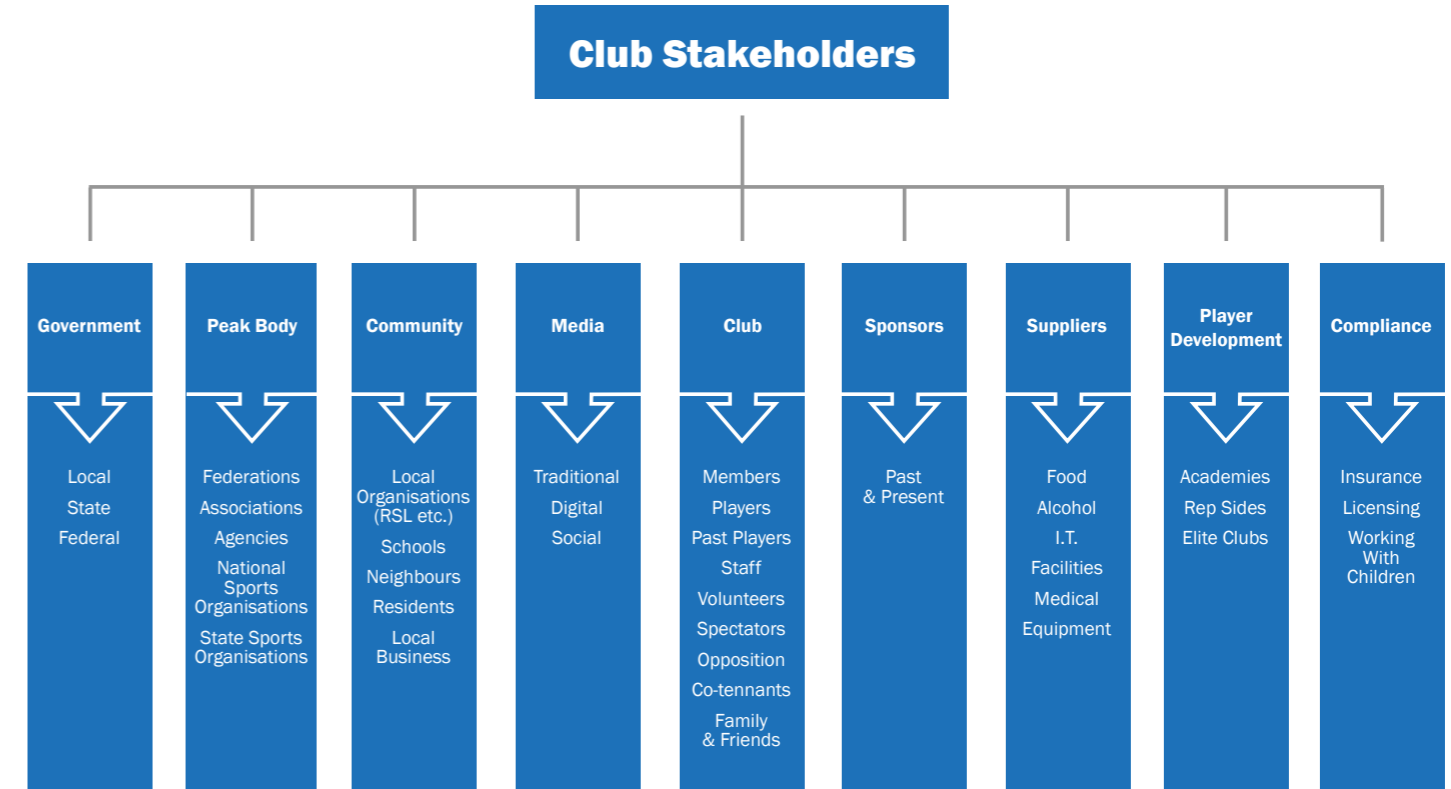 Club Stakeholders
Government
Local
State
Federal
Peak Body
Federations
Associations
Agencies
National
Sports
Organisations
State Sports
Organisations
Community
Local
Organisations
(RSL etc.)
Schools
Neighbours
Residents
Local
Business
Media
Traditional
Digital
Social
Club
Members
Players
Past Players
Staff
Volunteers
Spectators
Opposition
Co-tennants
Family
& Friends
Sponsors
Past
& Present
Suppliers
Food
Alcohol
I.T.
Facilities
Medical
Equipment
Player
Development
Academies
Rep Sides
Elite Clubs
Compliance
Insurance
Licensing
Working
With
Children